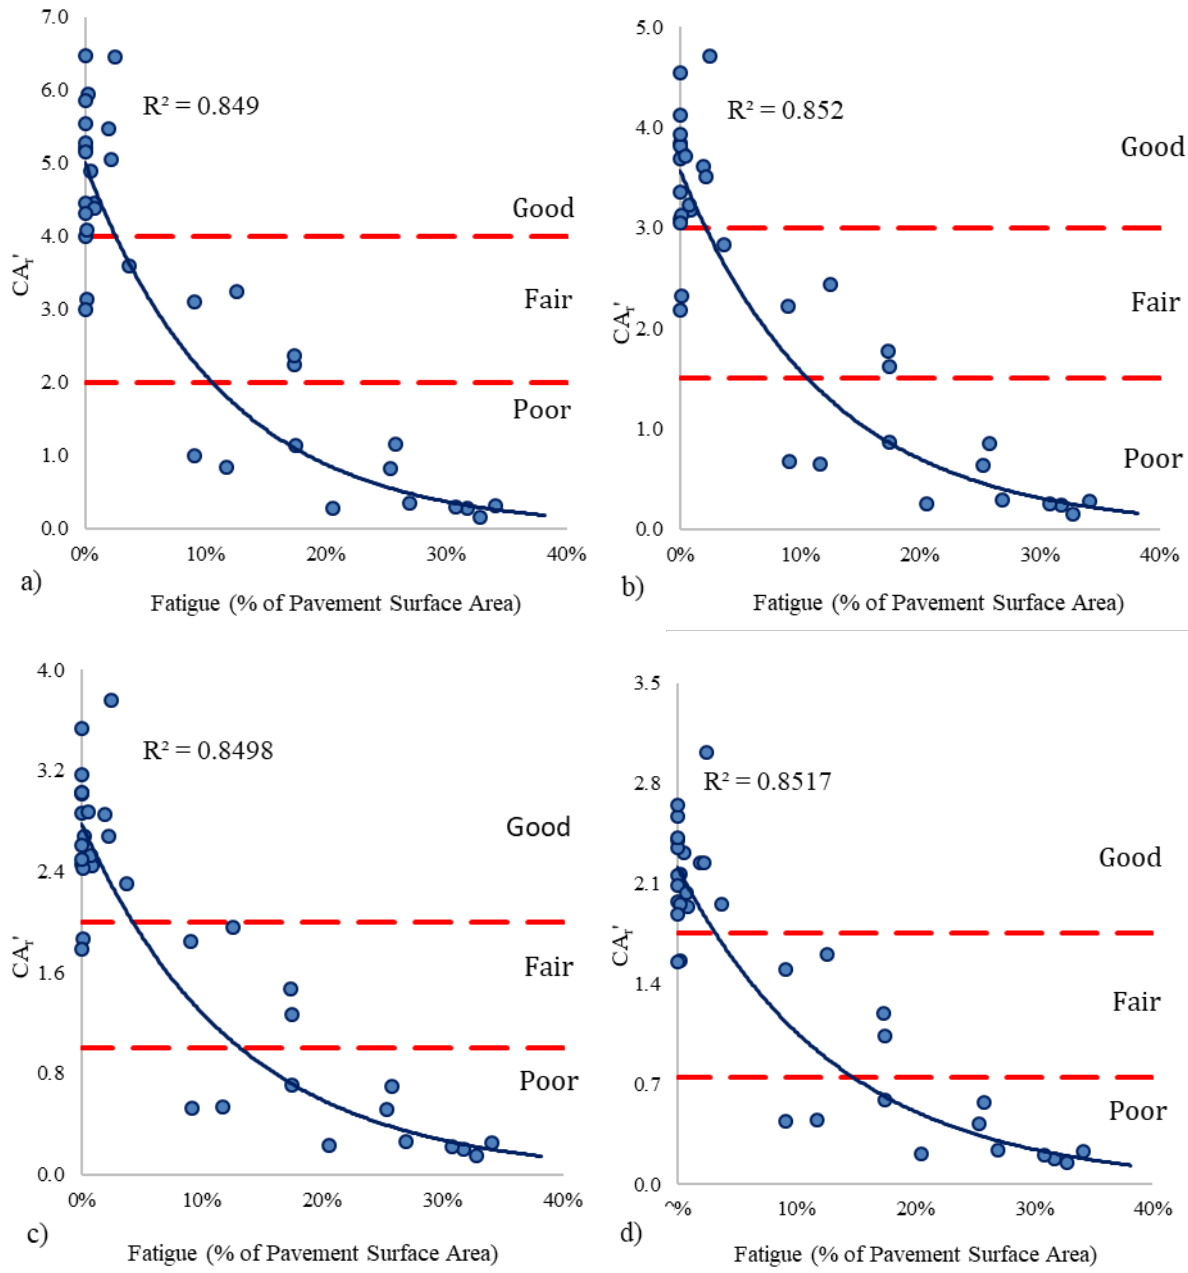 7.0
6.0
R² = 0.849
5.0
Good
4.0
CAr'
Fair
3.0
2.0
Poor
1.0
0.0
0% 10% 20% 30% 40%
a)
Fatigue (% of Pavement Surface Area)
5.0
R² = 0.852
4.0
Good
3.0
CAr'
Fair
2.0
1.0
Poor
0.0
0% 10% 20% 30% 40%
b)
Fatigue (% of Pavement Surface Area)
4.0
R² = 0.8498
3.2
Good
2.4
CAr'
Fair
1.6
Poor
0.8
0.0
0% 10% 20% 30% 40%
c)
Fatigue (% of Pavement Surface Area)
3.5
2.8
R² = 0.8517
Good
2.1
CAr'
Fair
1.4
0.7
Poor
0.0
0% 10% 20% 30% 40%
d)
Fatigue (% of Pavement Surface Area)